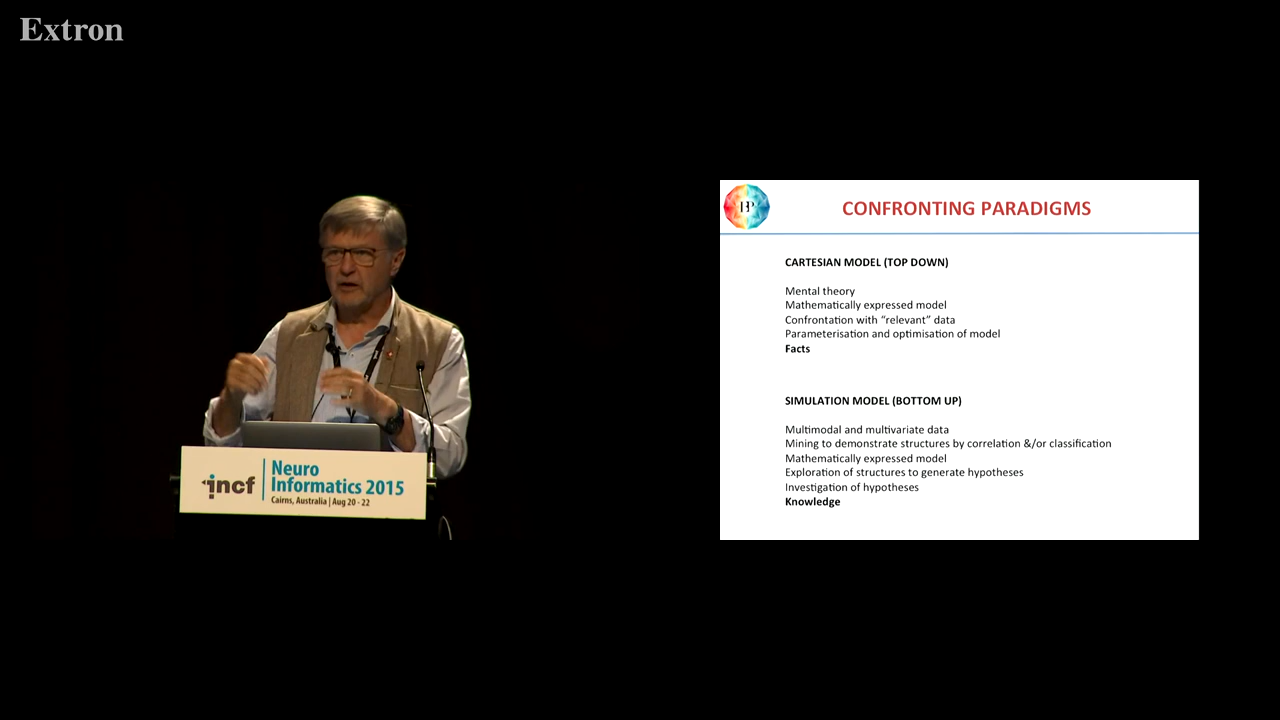 Extron
incf
Neuro
Informatics 2015
Cairns, Australia | Aug 20 - 22
CONFRONTING PARADIGMS
CARTESIAN MODEL (TOP DOWN)
Mental theory
Mathematically expressed model
Confrontation with “relevant” data
Parameterisation and optimisation of model
Facts
SIMULATION MODEL (BOTTOM UP)
Multimodal and multivariate data
Mining to demonstrate structures by correlation &/or classification
Mathematically expressed model
Exploration of structures to generate hypotheses
Investigation of hypotheses
Knowledge